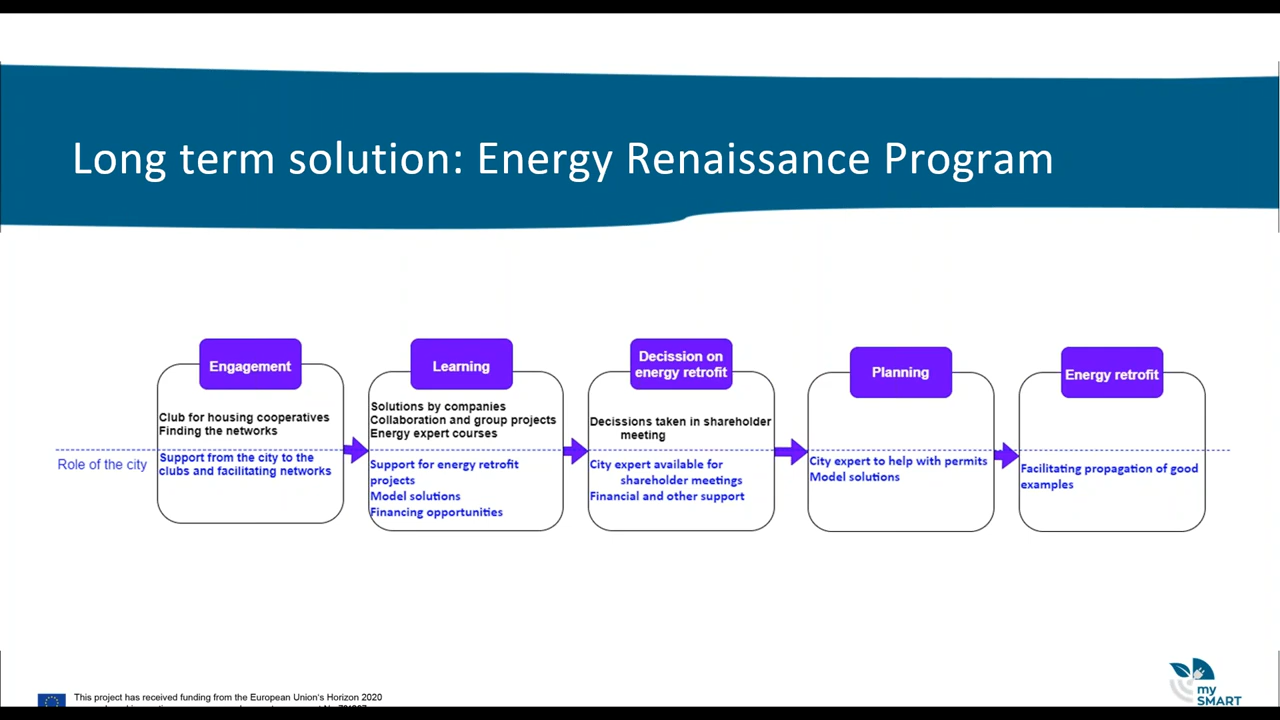 Long term solution: Energy Renaissance Program
Engagement
Club for housing cooperatives
Finding the networks
Support from the city to the
clubs and facilitating networks
Learning
Solutions by companies
Collaboration and group projects
Energy expert courses
Support for energy retrofit
projects
Model solutions
Financing opportunities
Decission on
energy retrofit
Decissions taken in shareholder
meeting
City expert available for
shareholder meetings
Financial and other support
Planning
City expert to help with permits
Model solutions
Energy retrofit
Facilitating propagation of good
examples
Role of the city
This project has received funding from the European Union's Horizon 2020
my
SMART